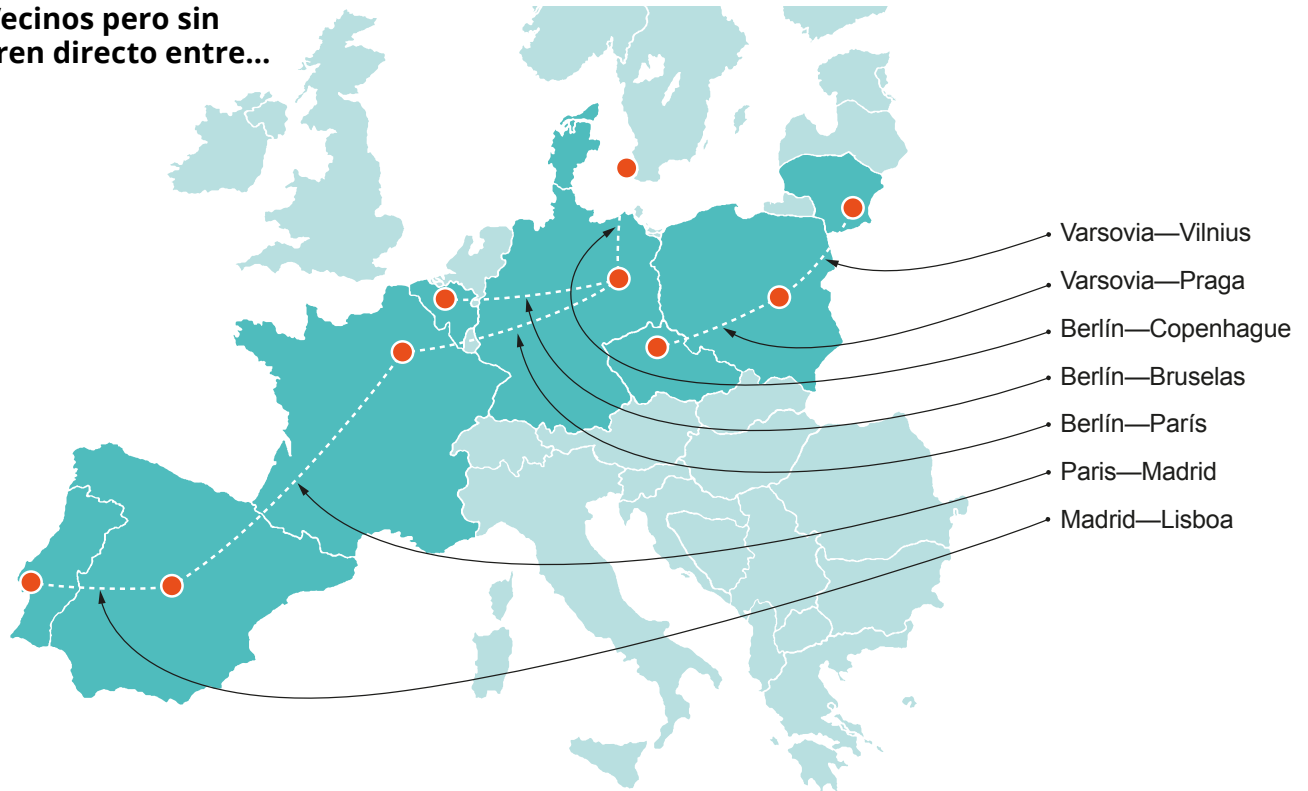 ecinos pero sin
ren directo entre...
Varsovia—Vilnius
Varsovia—Praga
Berlín—Copenhague
Berlín—Bruselas
Berlín—París
Paris—Madrid
Madrid—Lisboa